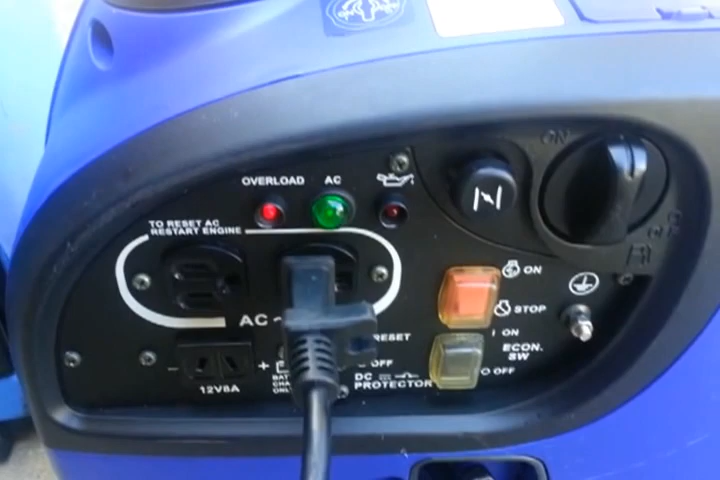 ON
OVERLOAD AC
TO RESET AC
RESTART ENGINE
ON
STOP
AC
I ON
ECON.
SW
OFF
RESET
OFF
12V8A
DC
PROTECTOR